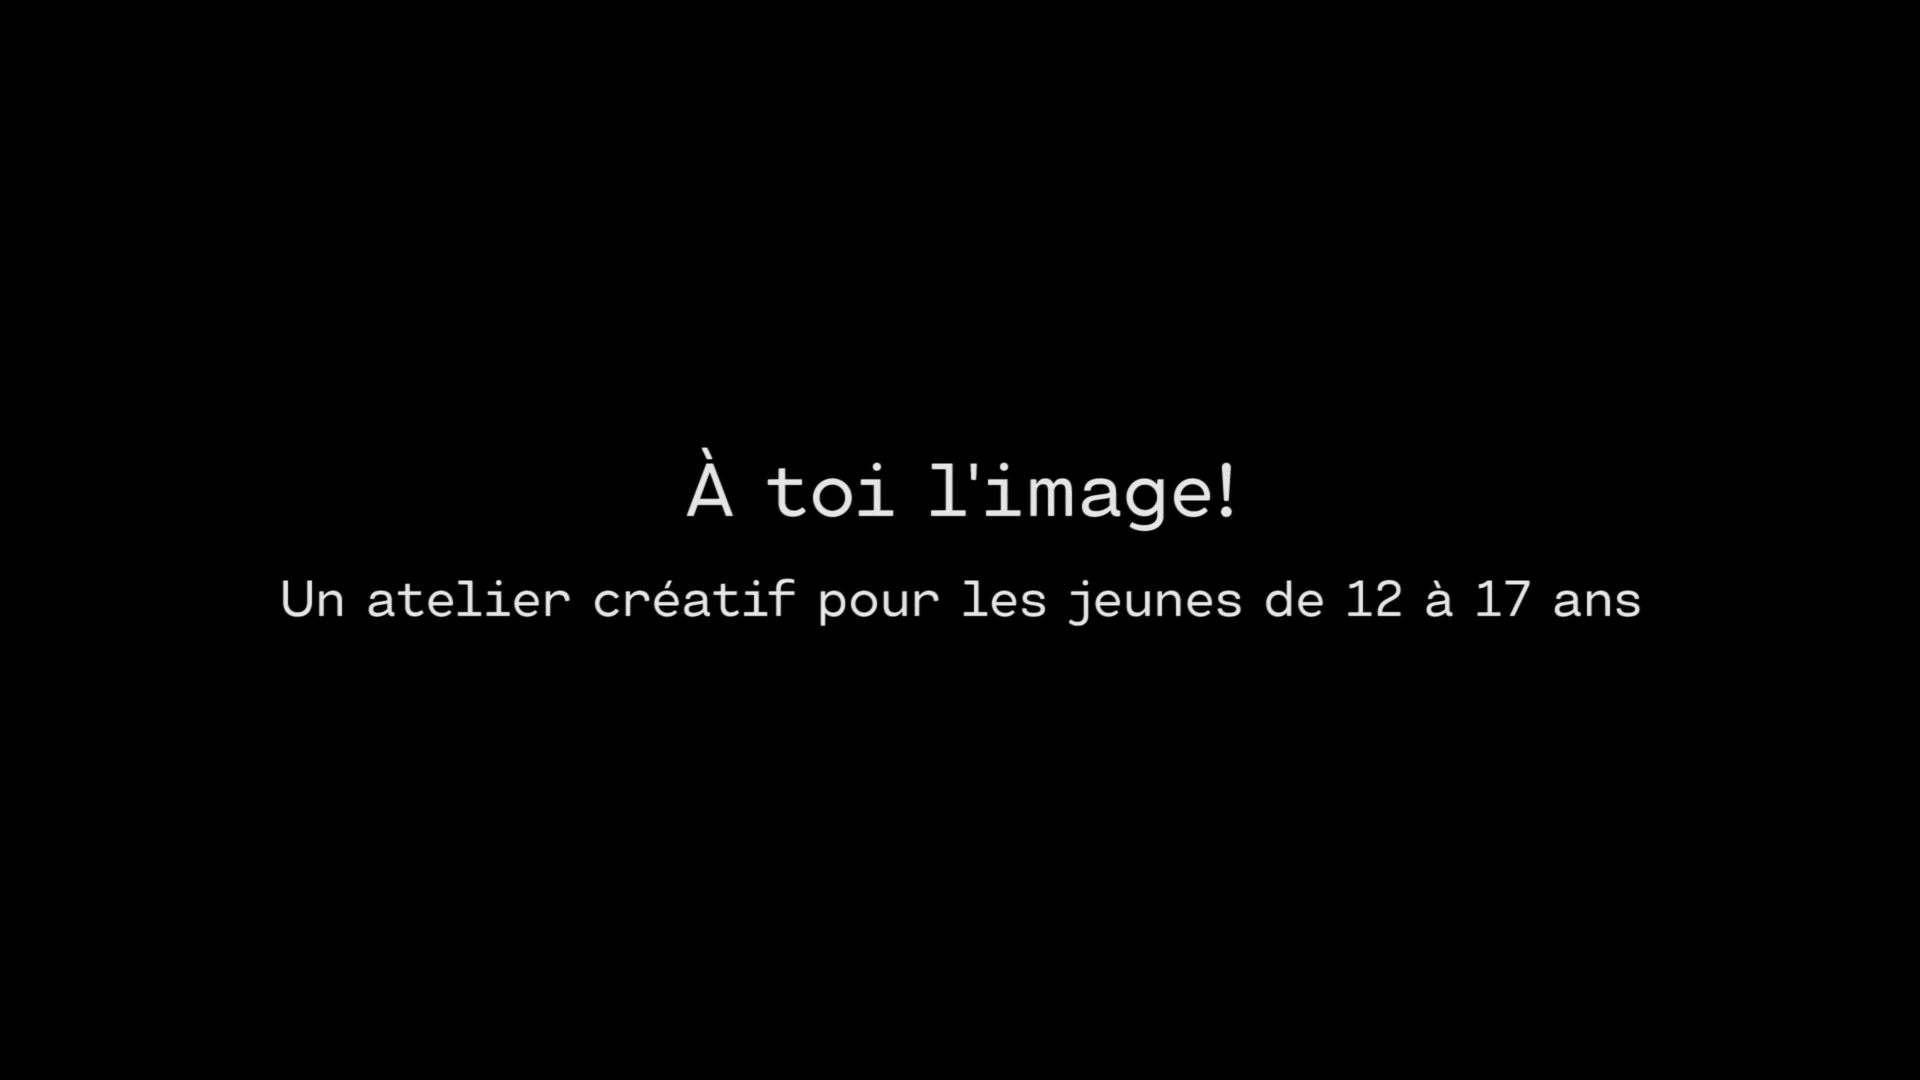 À toi l'image!
Un atelier créatif pour les jeunes de 12 à 17 ans